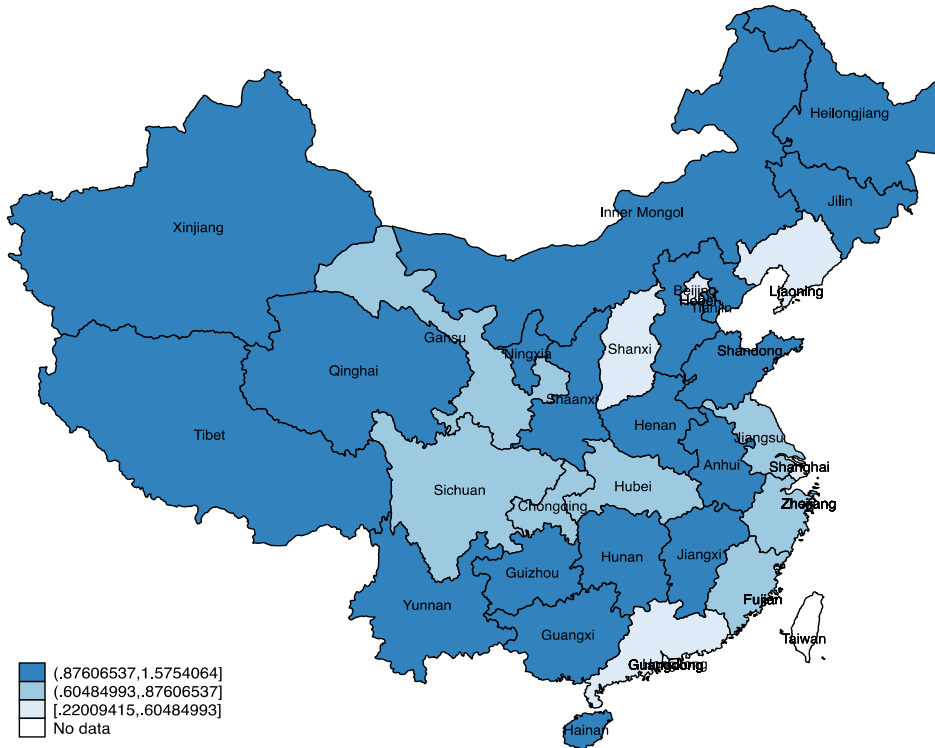 Heilongjiang
Jilin
Inner Mongol
Xinjiang
Beijing
Hebei
Tianjin
Liaoning
Gansu
Ningxia
Shanxi
Shandong
Qinghai
Shaanxi
Henan
Jiangsu
Tibet
Anhui
Shanghai
Sichuan
Hubei
Chongqing
Zhejiang
Hunan
Jiangxi
Guizhou
Yunnan
Fujian
Guangxi
Taiwan
Guangdong
Hainan
(.87606537,1.5754064]
(.60484993,.87606537]
[.22009415,.60484993]
No data